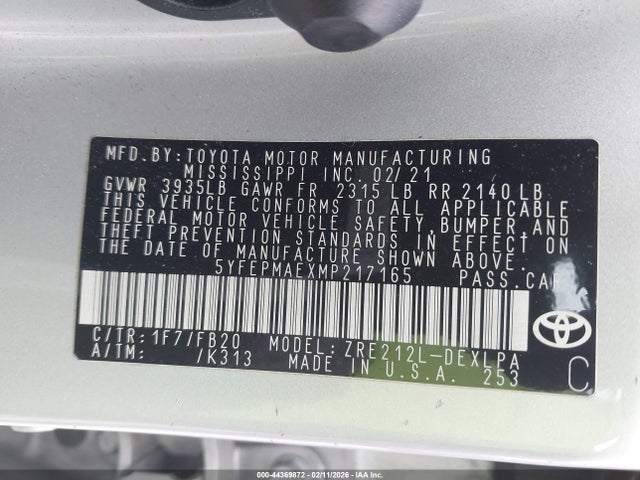 MFD. BY: TOYOTA MOTOR MANUFACTURING
MISSISSIPPI INC. 02/21
GVWR 3935LB GAWR FR 2315 LB RR 2140 LB
THIS VEHICLE CONFORMS TO ALL APPLICABLE
FEDERAL MOTOR VEHICLE SAFETY, BUMPER, AND
THEFT PREVENTION STANDARDS IN EFFECT ON
THE DATE OF MANUFACTURE SHOWN ABOVE.
5YFEPMAEXMP217165 PASS. CAR
C/TR: 1F7/FB20 MODEL: ZRE212L-DEXLPA
A/TM: /K313 MADE IN U.S.A. 253
C
000-44369872 - 02/11/2026 - IAAI.COM